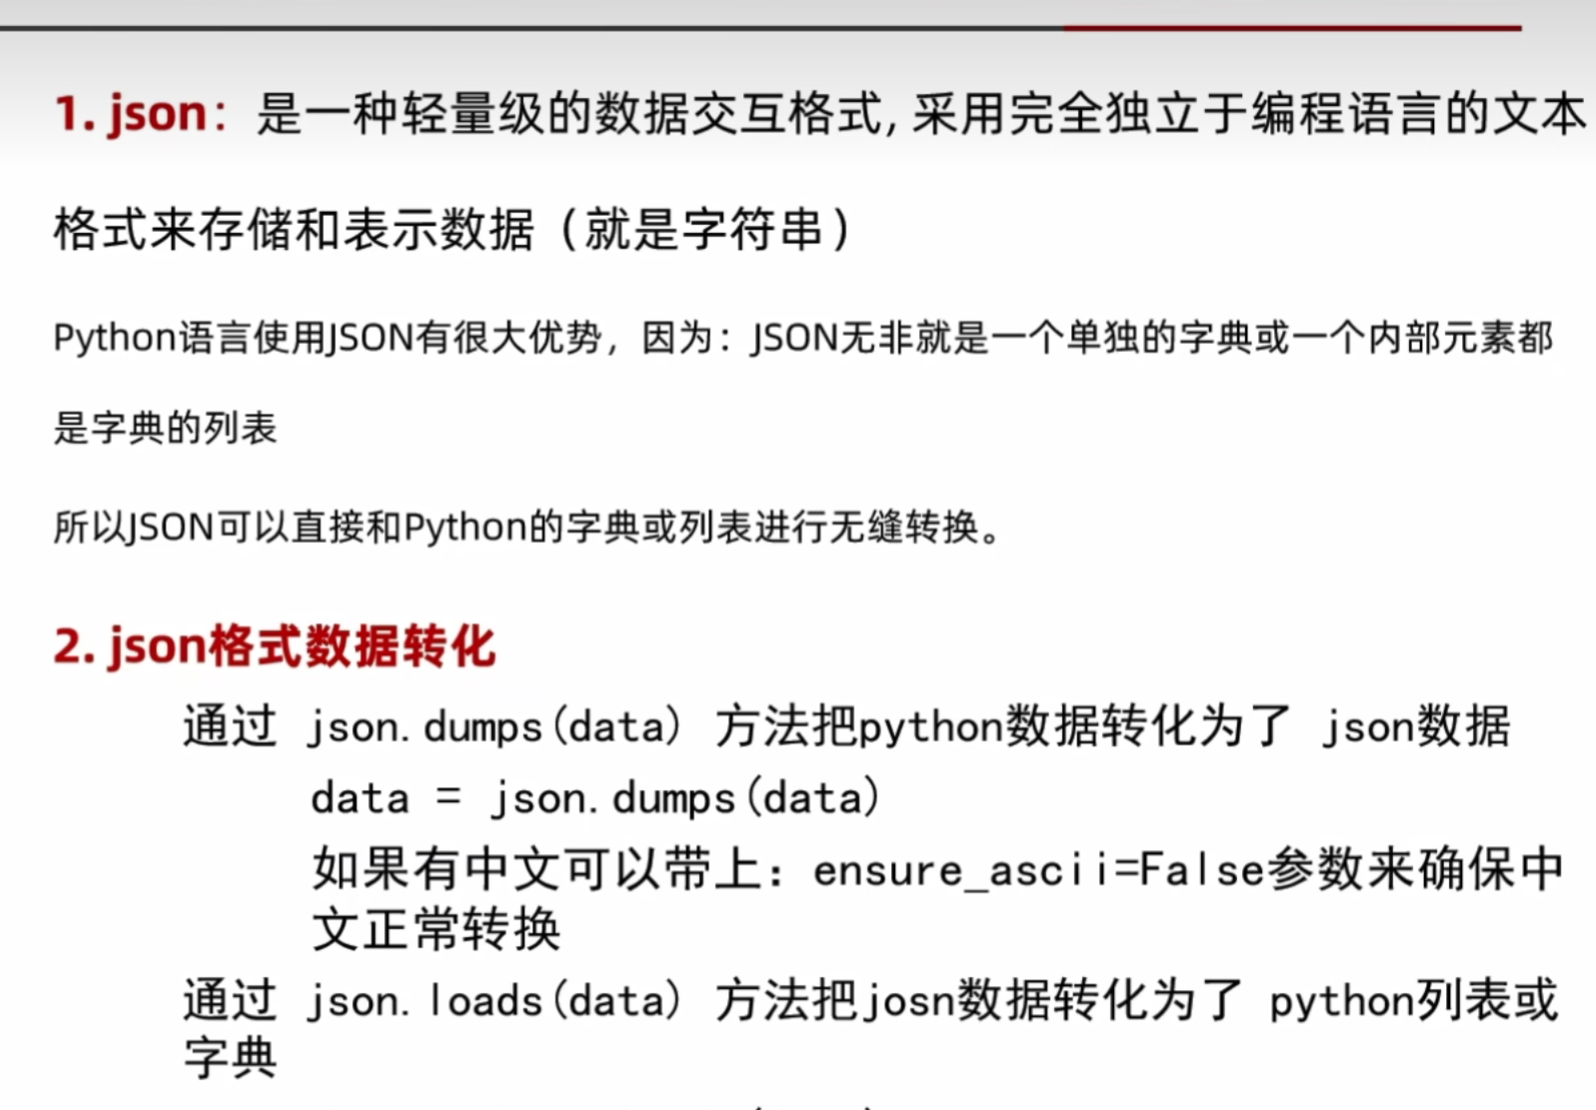 1. json：是一种轻量级的数据交互格式, 采用完全独立于编程语言的文本
格式来存储和表示数据（就是字符串）
Python语言使用JSON有很大优势，因为：JSON无非就是一个单独的字典或一个内部元素都
是字典的列表
所以JSON可以直接和Python的字典或列表进行无缝转换。
2. json格式数据转化
通过 json.dumps(data) 方法把python数据转化为了 json数据
data = json.dumps(data)
如果有中文可以带上：ensure_ascii=False参数来确保中
文正常转换
通过 json.loads(data) 方法把josn数据转化为了 python列表或
字典